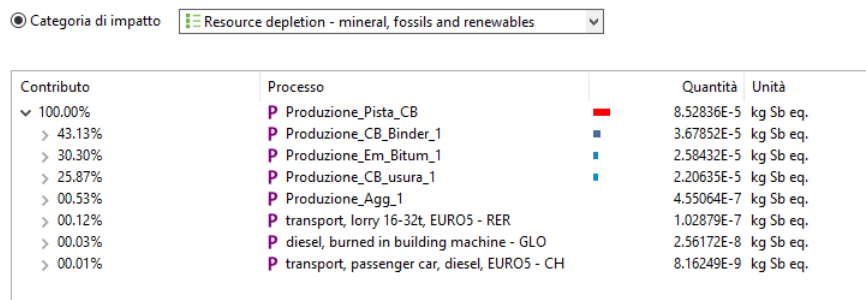 Categoria di impatto Resource depletion - mineral, fossils and renewables
Contributo Processo Quantità Unità
100.00% P Produzione_Pista_CB 8.52836E-5 kg Sb eq.
43.13% P Produzione_CB_Binder_1 3.67852E-5 kg Sb eq.
30.30% P Produzione_Em_Bitum_1 2.58432E-5 kg Sb eq.
25.87% P Produzione_CB_usura_1 2.20635E-5 kg Sb eq.
00.53% P Produzione_Agg_1 4.55064E-7 kg Sb eq.
00.12% P transport, lorry 16-32t, EURO5 - RER 1.02879E-7 kg Sb eq.
00.03% P diesel, burned in building machine - GLO 2.56172E-8 kg Sb eq.
00.01% P transport, passenger car, diesel, EURO5 - CH 8.16249E-9 kg Sb eq.